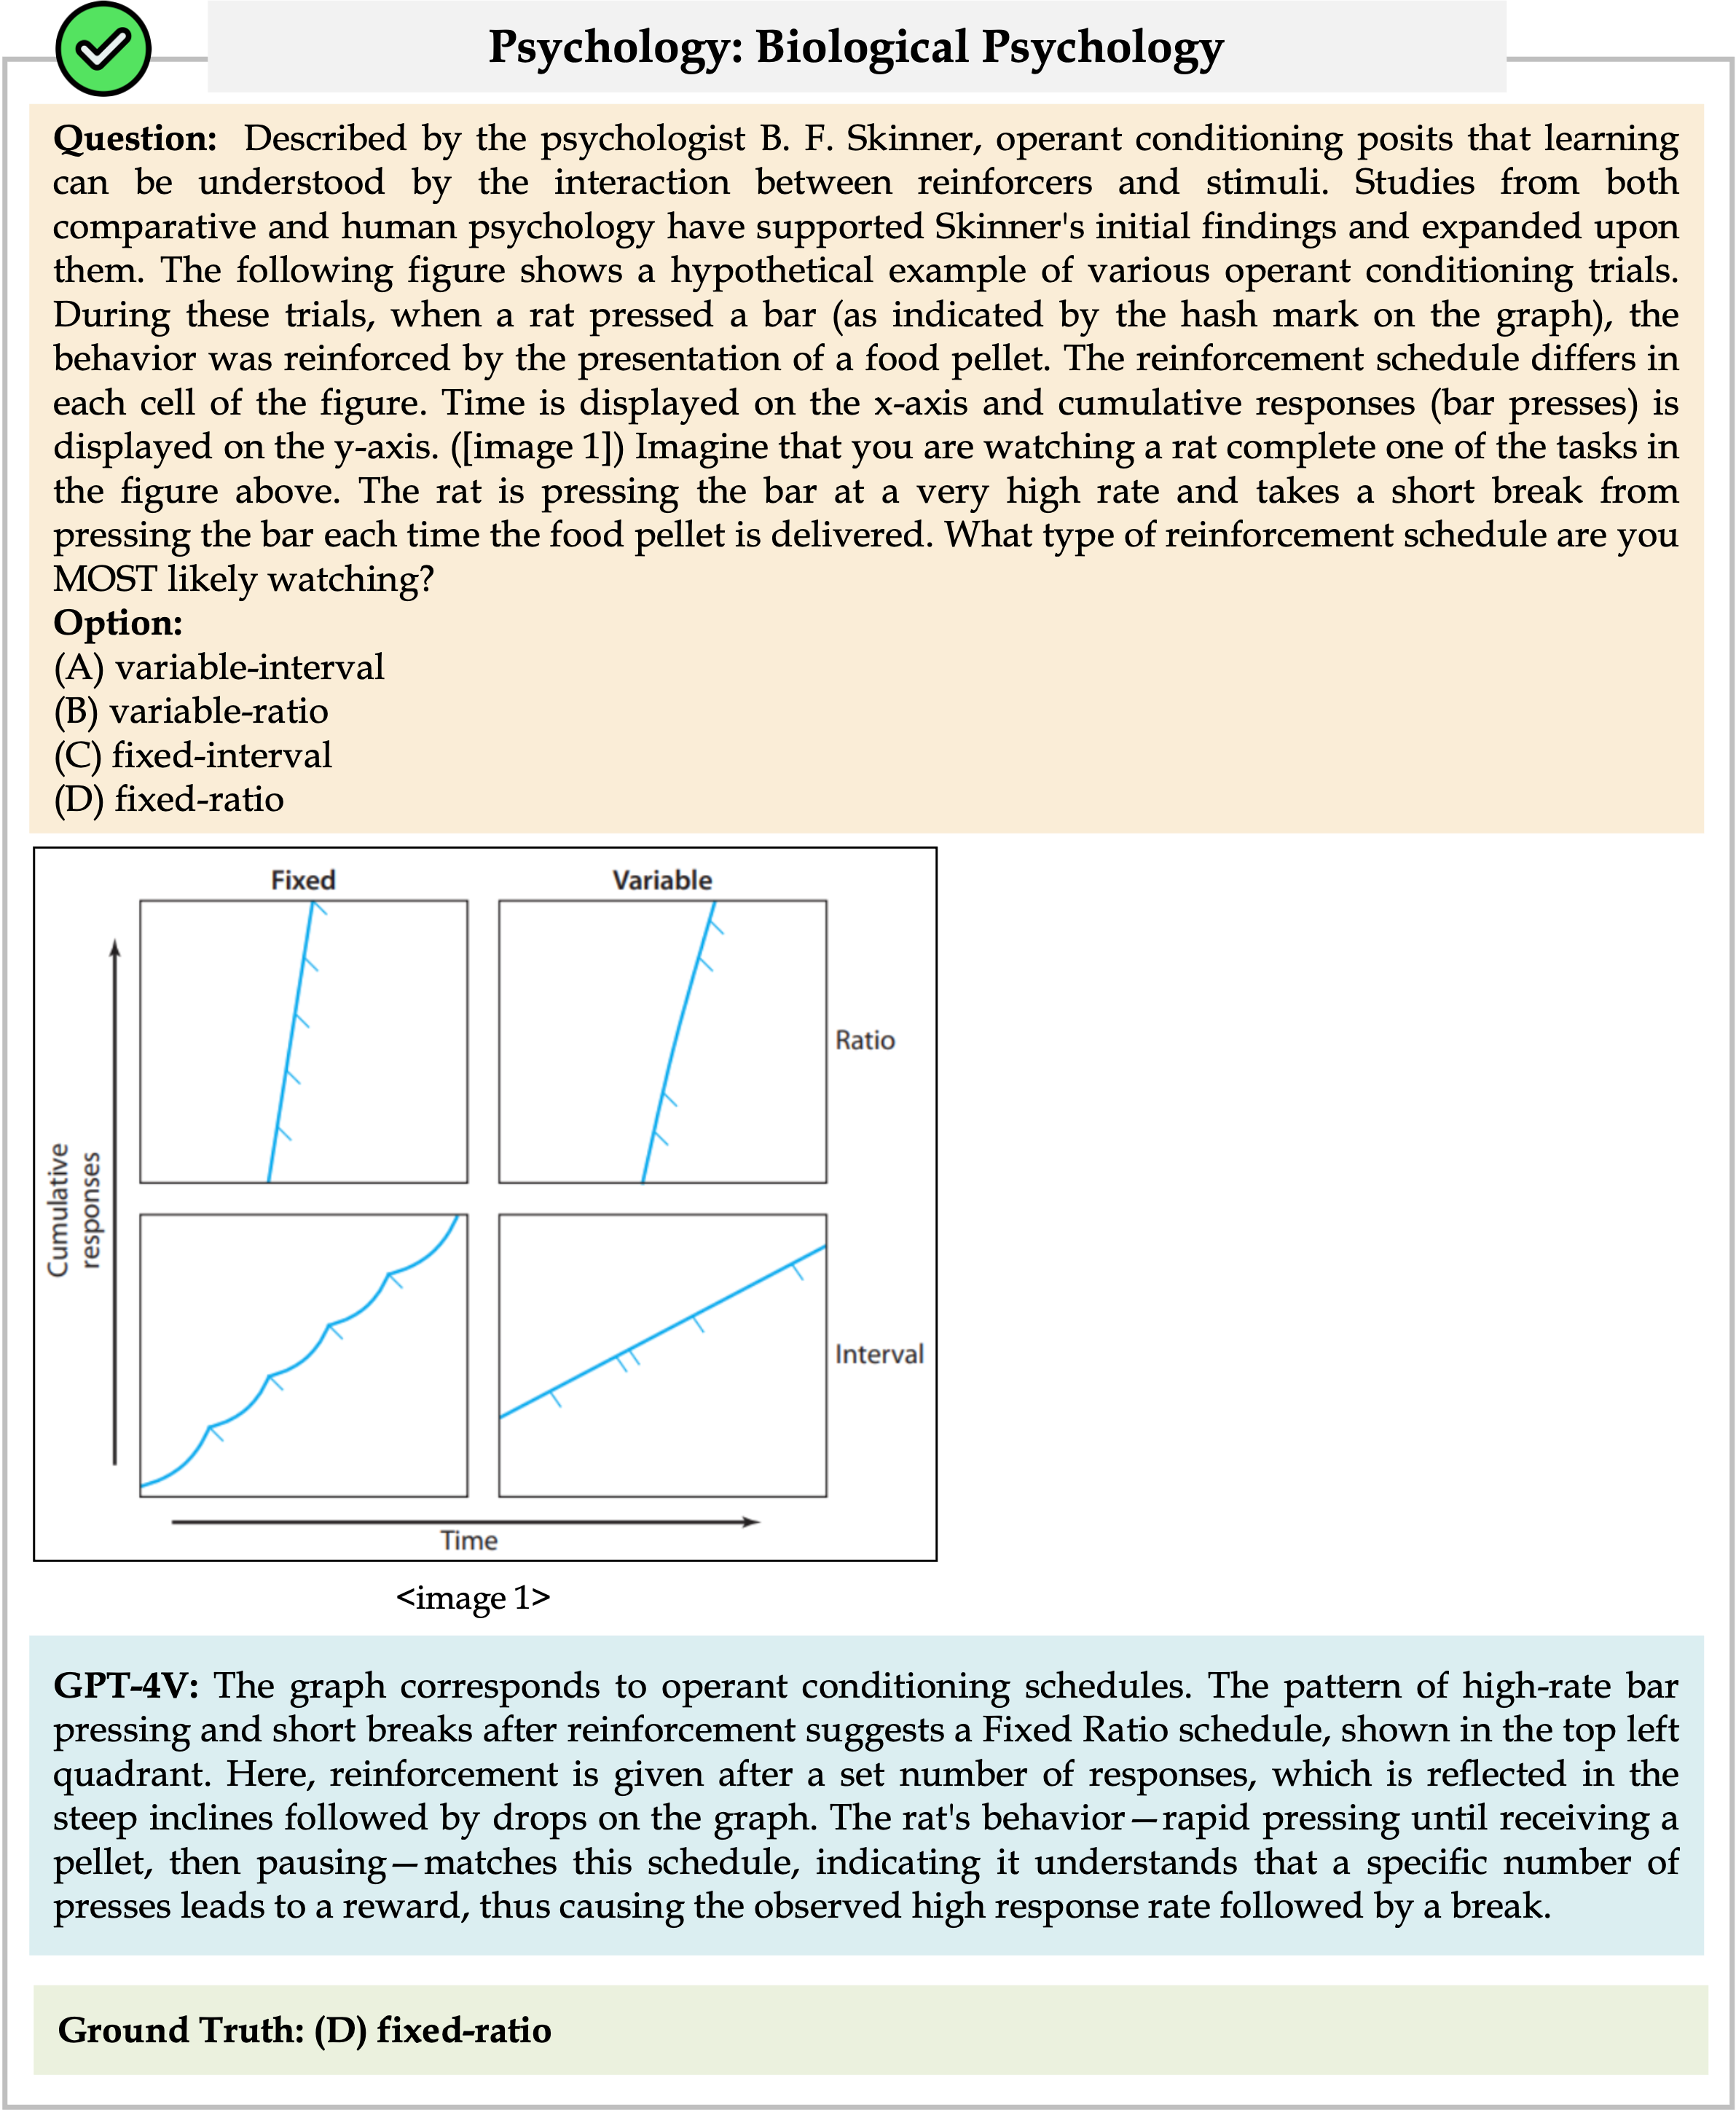 Psychology: Biological Psychology
Question: Described by the psychologist B. F. Skinner, operant conditioning posits that learning
can be understood by the interaction between reinforcers and stimuli. Studies from both
comparative and human psychology have supported Skinner's initial findings and expanded upon
them. The following figure shows a hypothetical example of various operant conditioning trials.
During these trials, when a rat pressed a bar (as indicated by the hash mark on the graph), the
behavior was reinforced by the presentation of a food pellet. The reinforcement schedule differs in
each cell of the figure. Time is displayed on the x-axis and cumulative responses (bar presses) is
displayed on the y-axis. ([image 1]) Imagine that you are watching a rat complete one of the tasks in
the figure above. The rat is pressing the bar at a very high rate and takes a short break from
pressing the bar each time the food pellet is delivered. What type of reinforcement schedule are you
MOST likely watching?
Option:
(A) variable-interval
(B) variable-ratio
(C) fixed-interval
(D) fixed-ratio
Fixed
Variable
Ratio
Cumulative
responses
Interval
Time
<image 1>
GPT-4V: The graph corresponds to operant conditioning schedules. The pattern of high-rate bar
pressing and short breaks after reinforcement suggests a Fixed Ratio schedule, shown in the top left
quadrant. Here, reinforcement is given after a set number of responses, which is reflected in the
steep inclines followed by drops on the graph. The rat's behavior—rapid pressing until receiving a
pellet, then pausing—matches this schedule, indicating it understands that a specific number of
presses leads to a reward, thus causing the observed high response rate followed by a break.
Ground Truth: (D) fixed-ratio